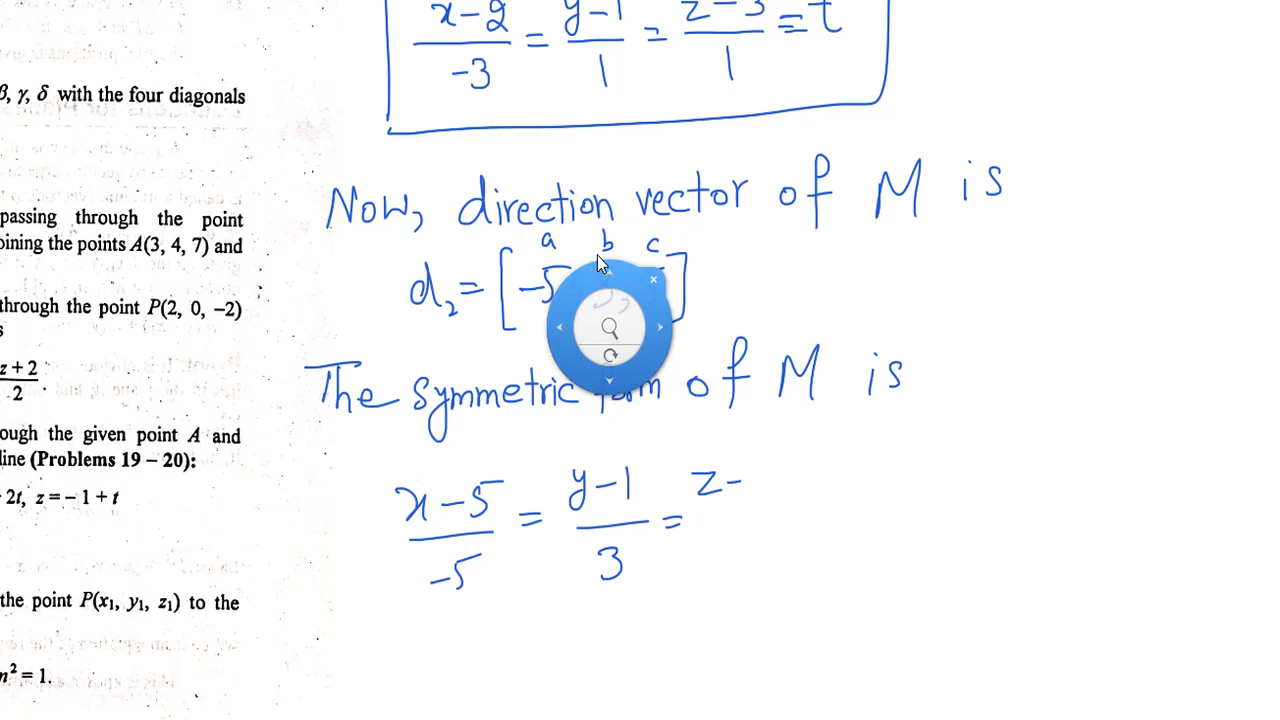 β, γ, δ with the four diagonals
passing through the point
oining the points A(3, 4, 7) and
through the point P(2, 0, –2)
s
z + 2
2
ough the given point A and
line (Problems 19 – 20):
2t, z = – 1 + t
the point P(x₁, y₁, z₁) to the
n² = 1.
x-2/-3 = y-1/1 = z-3/1 = t
Now, direction vector of M is
a b c
d₂ = [-5 ]
The symmetric of M is
x-5/-5 = y-1/3 = z-